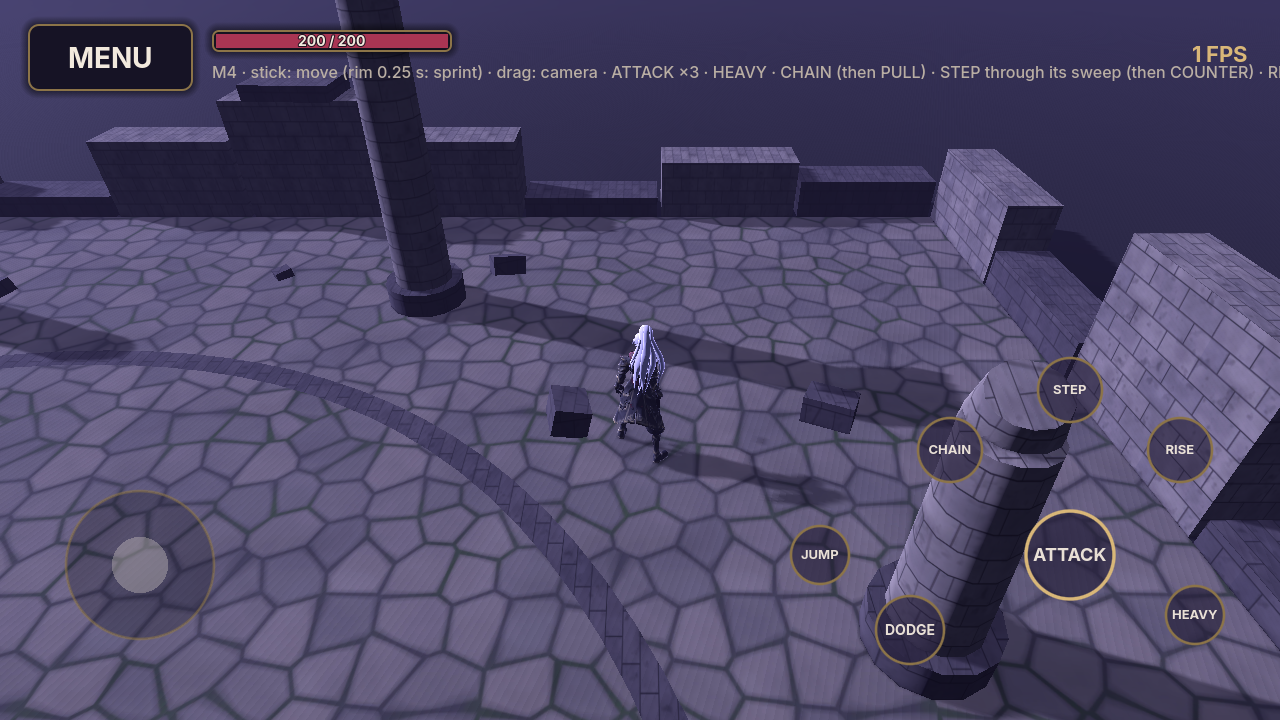 MENU
200 / 200
1 FPS
M4 · stick: move (rim 0.25 s: sprint) · drag: camera · ATTACK ×3 · HEAVY · CHAIN (then PULL) · STEP through its sweep (then COUNTER) ·
STEP
CHAIN
RISE
JUMP
ATTACK
HEAVY
DODGE